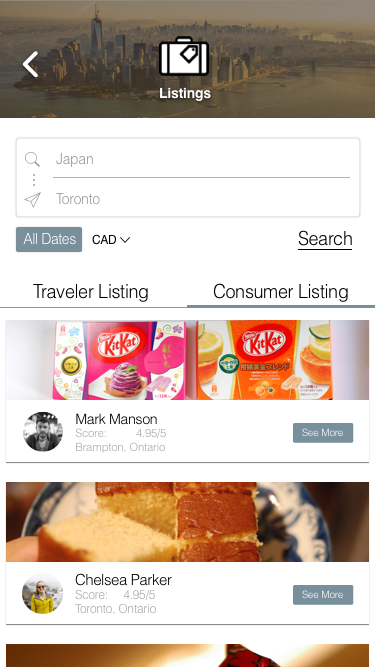 Listings
Japan
Toronto
All Dates
CAD
Search
Traveler Listing
Consumer Listing
KitKat
KitKat
Mark Manson
Score: 4.95/5
Brampton, Ontario
See More
Chelsea Parker
Score: 4.95/5
Toronto, Ontario
See More